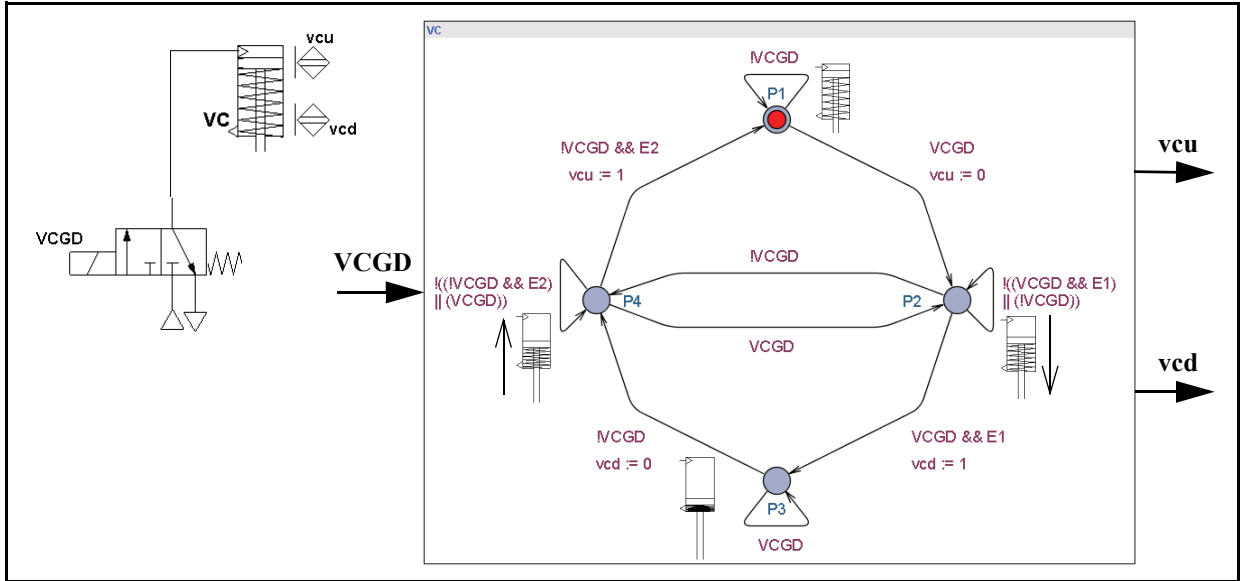 vcu
VC
vcd
VCGD
VCGD
VC
!VCGD
P1
!VCGD && E2
vcu := 1
VCGD
vcu := 0
!VCGD
!((!VCGD && E2)
|| (VCGD))
P4
P2
!((VCGD && E1)
|| (!VCGD))
VCGD
!VCGD
vcd := 0
VCGD && E1
vcd := 1
P3
VCGD
vcu
vcd